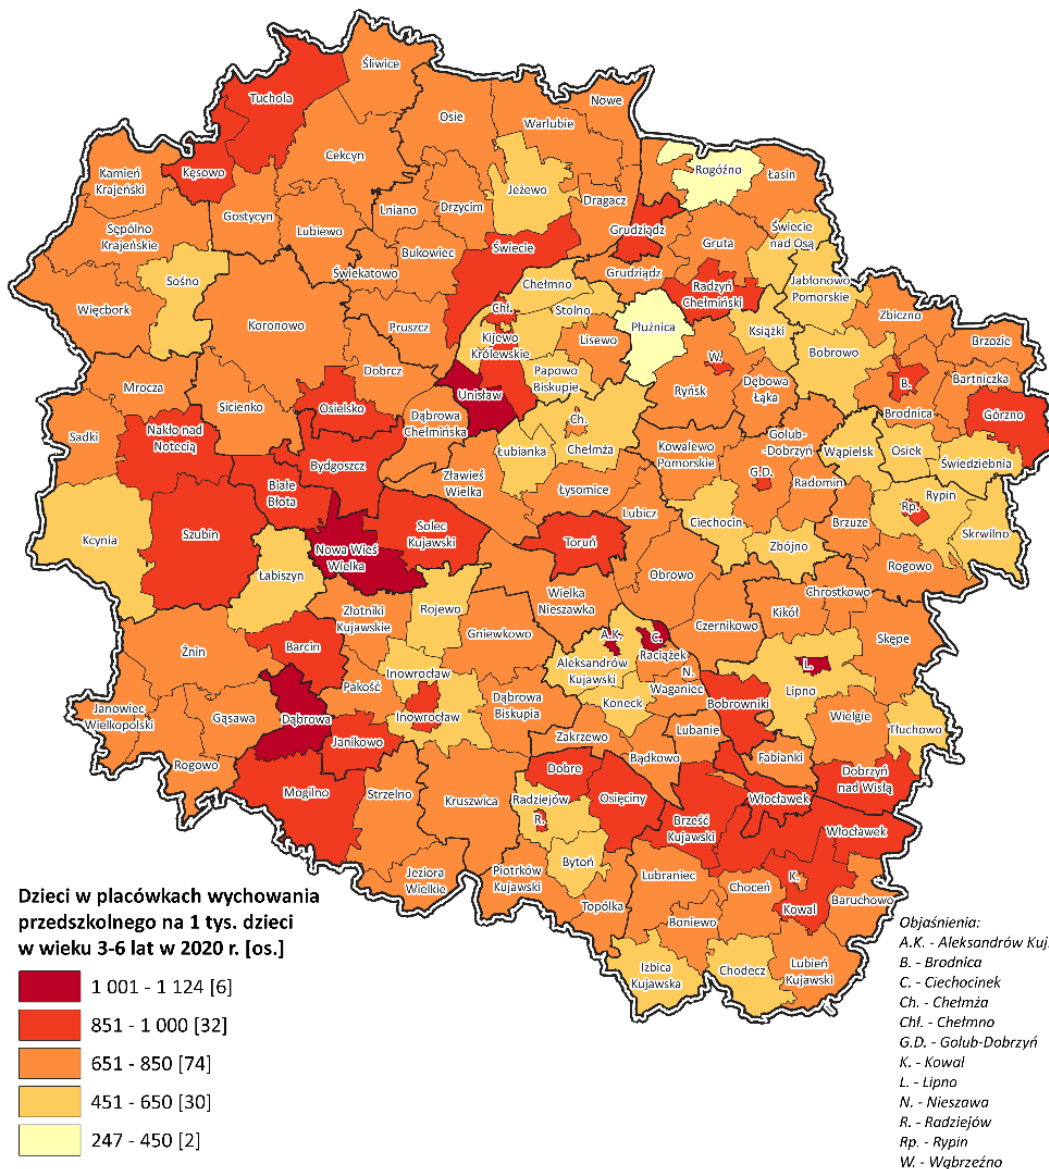 Śliwice
Tuchola
Nowe
Osie
Warlubie
Cekcyn
Rogóźno
Łasin
Kamień
Krajeński
Kęsowo
Jeżewo
Dragacz
Gostycyn
Lniano
Drzycim
Sępólno
Krajeńskie
Lubiewo
Grudziądz
Gruta
Świecie
nad Osą
Świecie
Bukowiec
Świekatowo
Sośno
Grudziądz
Radzyń
Chełmiński
Jabłonowo
Pomorskie
Chełmno
Więcbork
Koronowo
Chł.
Stolno
Zbiczno
Pruszcz
Płużnica
Książki
Kijewo
Królewskie
Lisewo
Brzozie
Bobrowo
W.
Dobrcz
Papowo
Biskupie
Bartniczka
Dębowa
Łąka
B.
Mrocza
Unisław
Ryńsk
Sicienko
Osielsko
Dąbrowa
Chełmińska
Brodnica
Górzno
Ch.
Sadki
Nakło nad
Notecią
Golub-
-Dobrzyń
Kowalewo
Pomorskie
Wąpielsk
Osiek
Łubianka
Chełmża
Bydgoszcz
Świedziebnia
G.D.
Zławieś
Wielka
Radomin
Białe
Błota
Łysomice
Rypin
Rp.
Lubicz
Brzuze
Ciechocin
Solec
Kujawski
Szubin
Skrwilno
Kcynia
Toruń
Zbójno
Nowa Wieś
Wielka
Rogowo
Łabiszyn
Obrowo
Chrostkowo
Wielka
Nieszawka
Kikół
Rojewo
Złotniki
Kujawskie
Czernikowo
Gniewkowo
A.K.
C.
Skępe
Barcin
Raciążek
Żnin
L.
Aleksandrów
Kujawski
N.
Inowrocław
Pakość
Waganiec
Lipno
Dąbrowa
Biskupia
Koneck
Bobrowniki
Janowiec
Wielkopolski
Gąsawa
Dąbrowa
Wielgie
Inowrocław
Tłuchowo
Lubanie
Janikowo
Zakrzewo
Bądkowo
Fabianki
Rogowo
Dobre
Dobrzyń
nad Wisłą
Mogilno
Strzelno
Kruszwica
Radziejów
Osięciny
Włocławek
Brześć
Kujawski
R.
Włocławek
Bytoń
Jeziora
Wielkie
Piotrków
Kujawski
Lubraniec
K.
Choceń
Baruchowo
Topólka
Kowal
Boniewo
Izbica
Kujawska
Chodecz
Lubień
Kujawski
Dzieci w placówkach wychowania
przedszkolnego na 1 tys. dzieci
w wieku 3-6 lat w 2020 r. [os.]
1 001 - 1 124 [6]
851 - 1 000 [32]
651 - 850 [74]
451 - 650 [30]
247 - 450 [2]
Objaśnienia:
A.K. - Aleksandrów Kuj.
B. - Brodnica
C. - Ciechocinek
Ch. - Chełmża
Chł. - Chełmno
G.D. - Golub-Dobrzyń
K. - Kowal
L. - Lipno
N. - Nieszawa
R. - Radziejów
Rp. - Rypin
W. - Wąbrzeźno